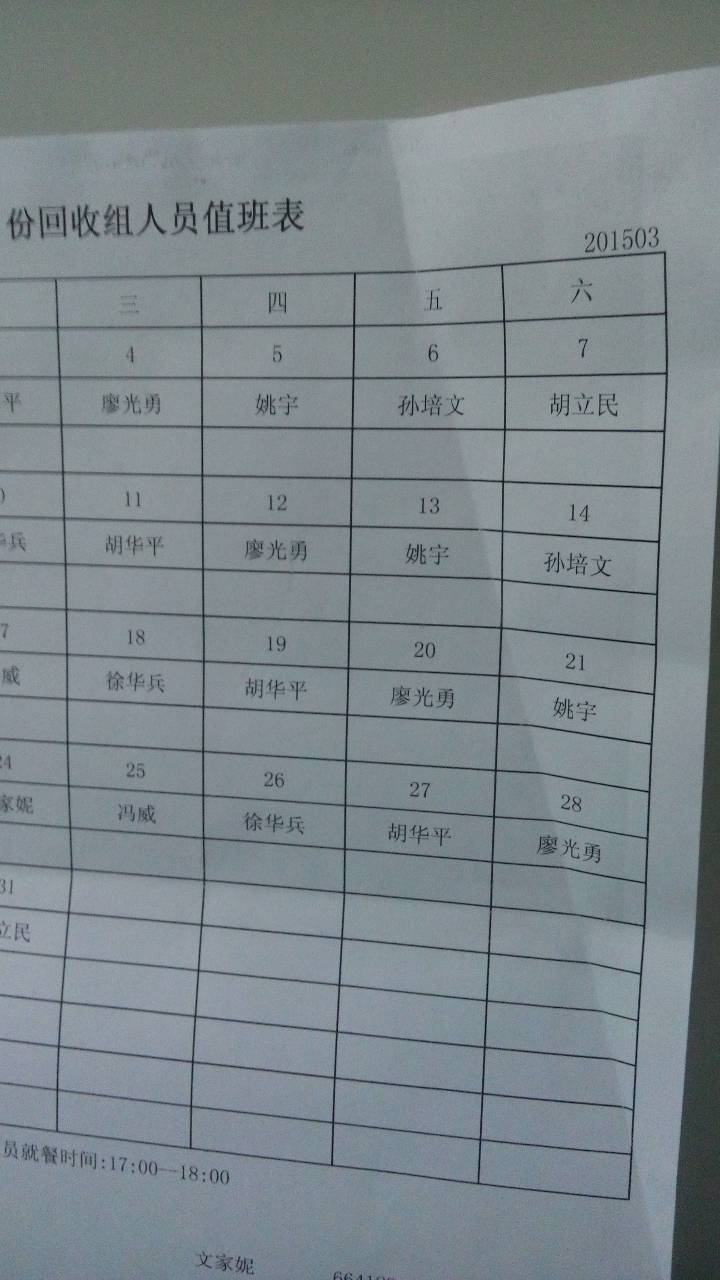 份回收组人员值班表
201503
三 四 五 六
4 5 6 7
平 廖光勇 姚宇 孙培文 胡立民
11 12 13 14
兵 胡华平 廖光勇 姚宇 孙培文
7 18 19 20 21
威 徐华兵 胡华平 廖光勇 姚宇
24 25 26 27 28
家妮 冯威 徐华兵 胡华平 廖光勇
31
立民
员就餐时间:17:00—18:00
文家妮